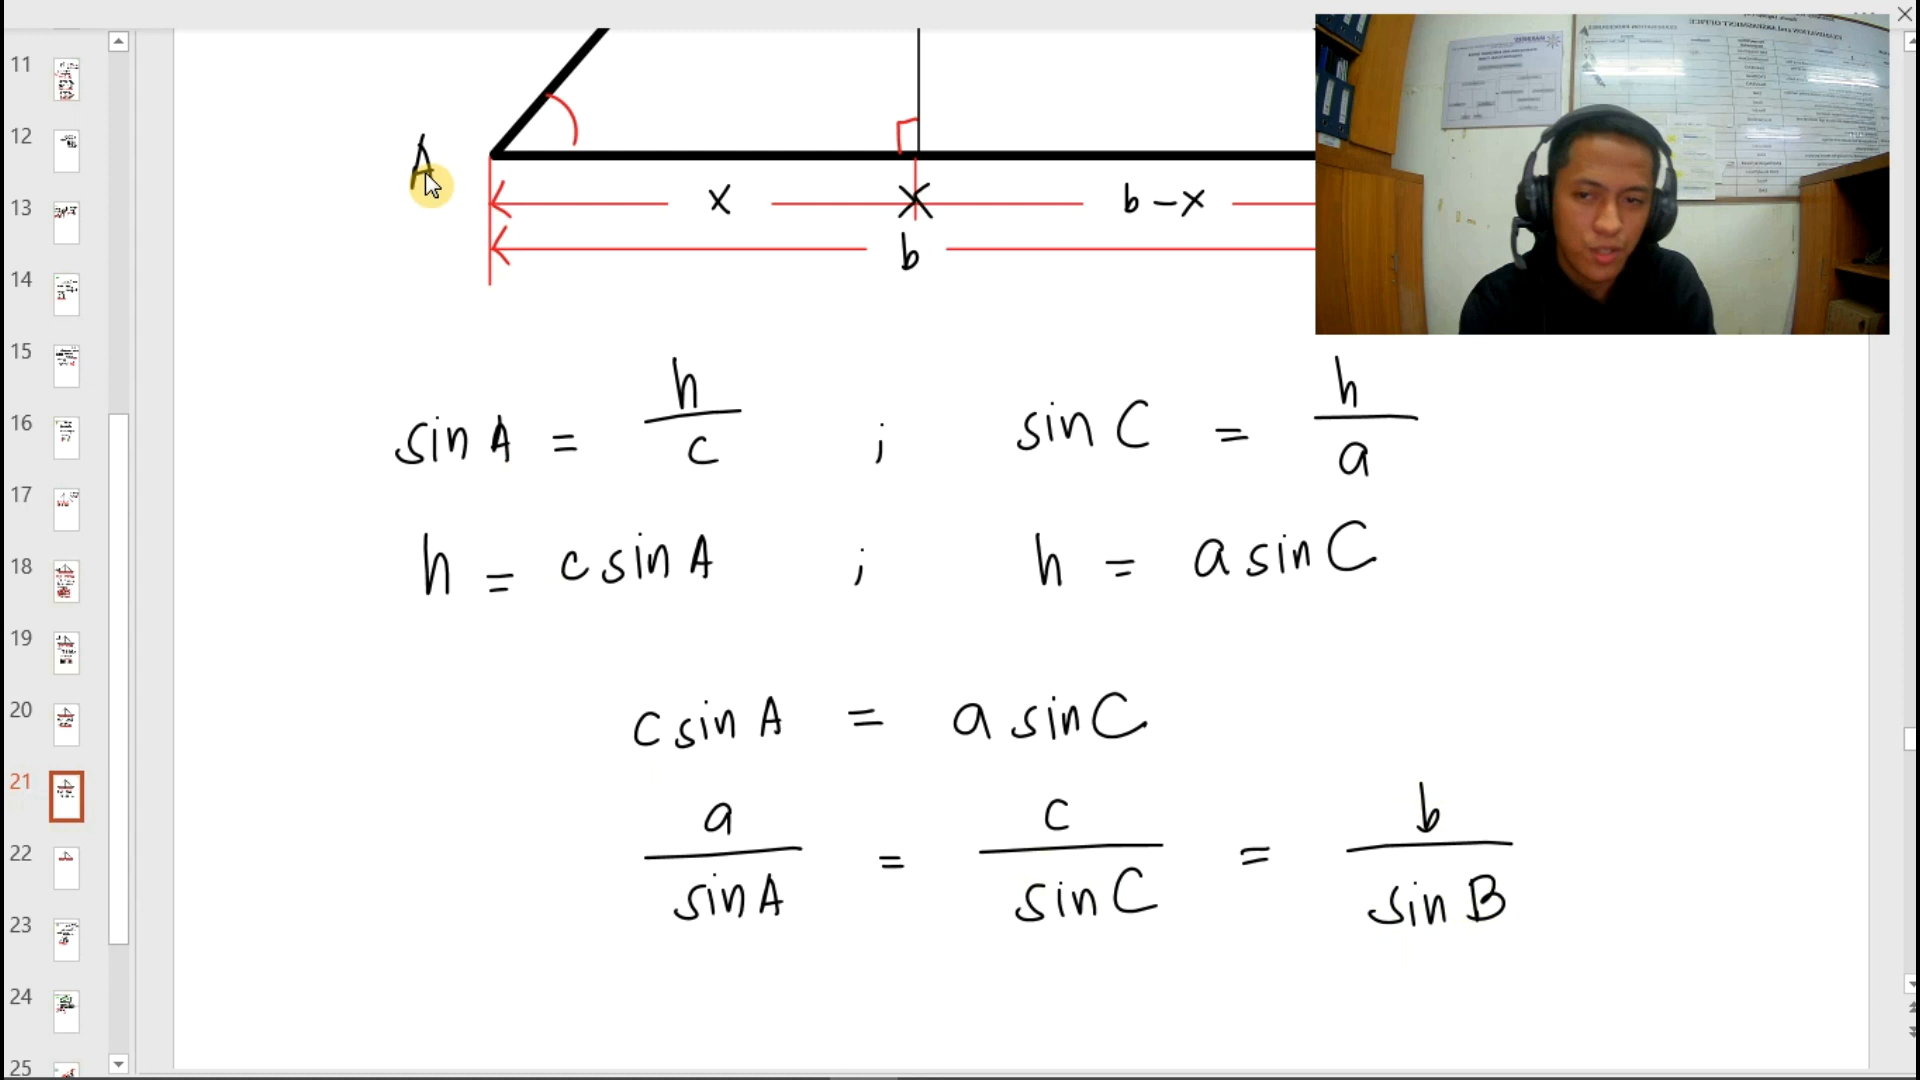 11
12
13
14
15
16
17
18
19
20
21
22
23
24
25
A
x
b - x
b
sin A = h/c ; sin C = h/a
h = c sin A ; h = a sin C
c sin A = a sin C
a/sin A = c/sin C = b/sin B